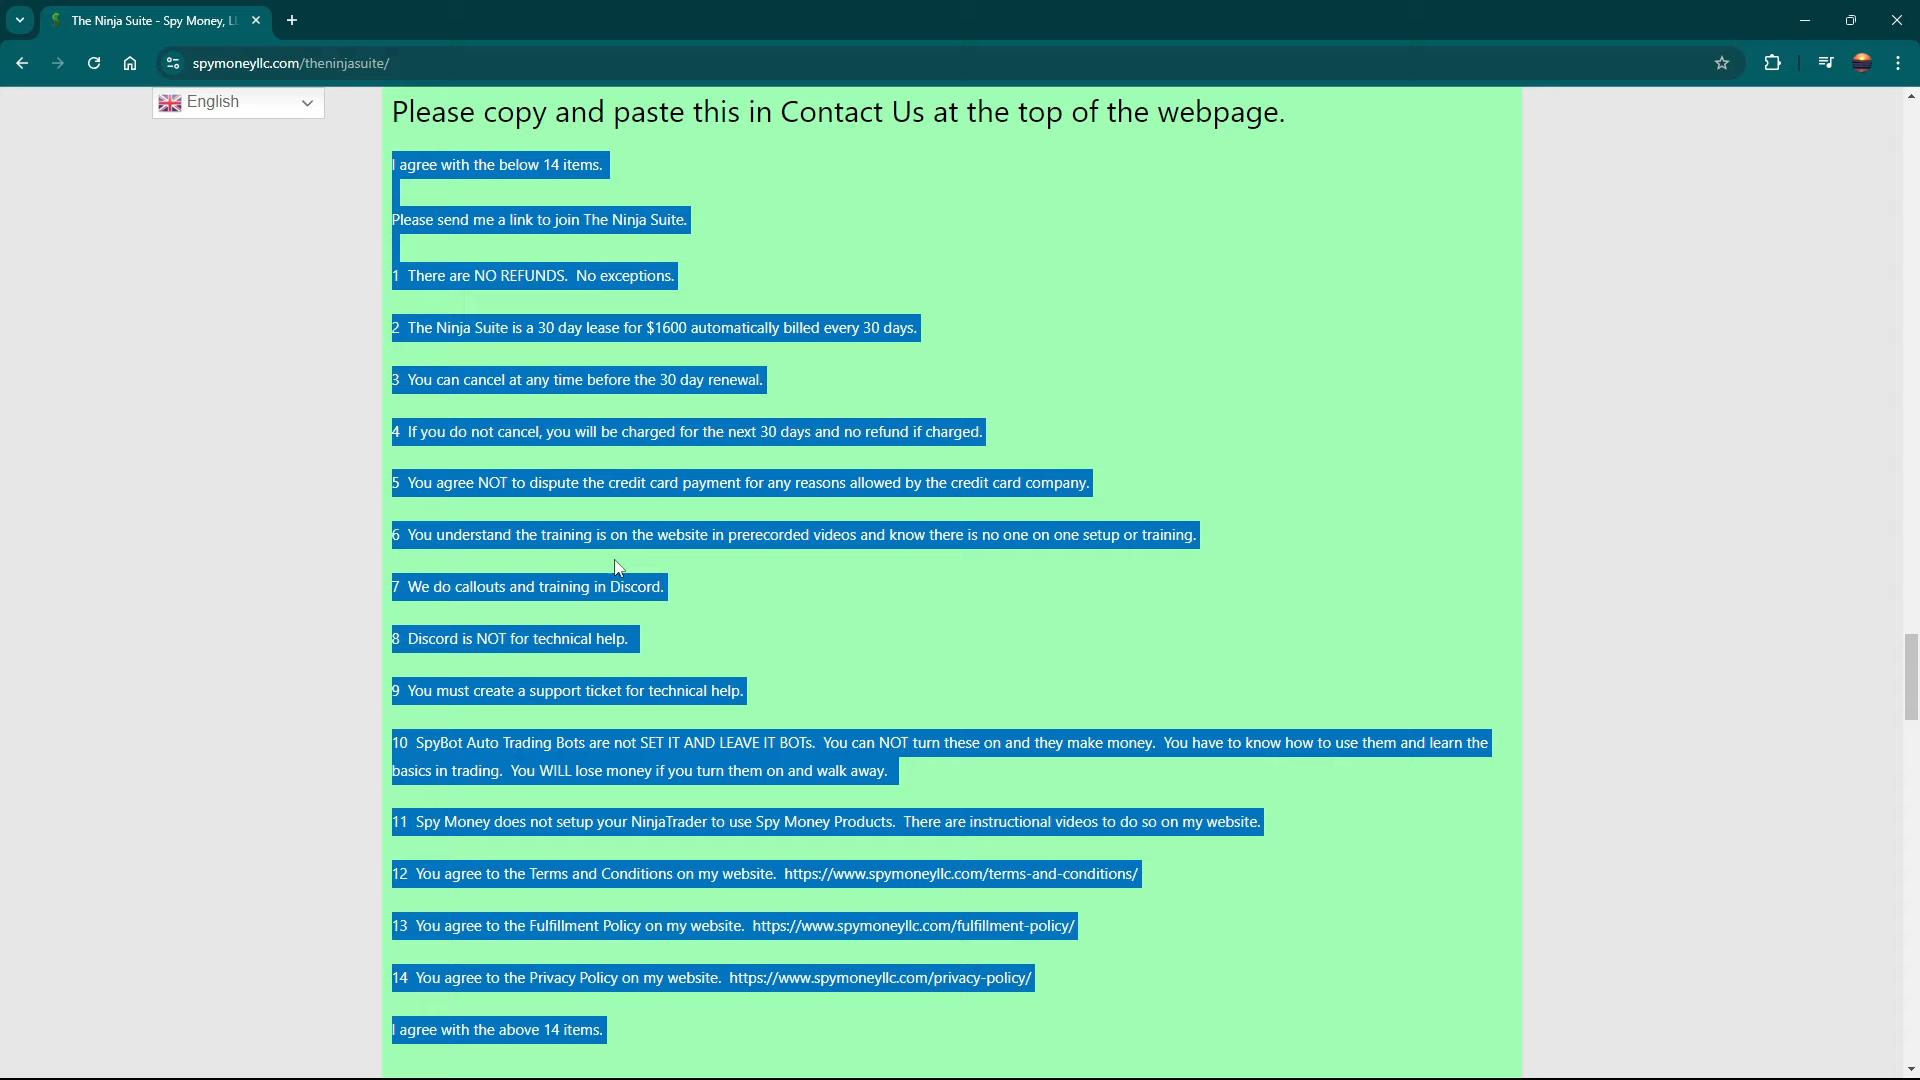 The Ninja Suite - Spy Money, L
spymoneyllc.com/theninjasuite/
English
Please copy and paste this in Contact Us at the top of the webpage.
I agree with the below 14 items.
Please send me a link to join The Ninja Suite.
1  There are NO REFUNDS.  No exceptions.
2  The Ninja Suite is a 30 day lease for $1600 automatically billed every 30 days.
3  You can cancel at any time before the 30 day renewal.
4  If you do not cancel, you will be charged for the next 30 days and no refund if charged.
5  You agree NOT to dispute the credit card payment for any reasons allowed by the credit card company.
6  You understand the training is on the website in prerecorded videos and know there is no one on one setup or training.
7  We do callouts and training in Discord.
8  Discord is NOT for technical help.
9  You must create a support ticket for technical help.
10  SpyBot Auto Trading Bots are not SET IT AND LEAVE IT BOTs.  You can NOT turn these on and they make money.  You have to know how to use them and learn the
basics in trading.  You WILL lose money if you turn them on and walk away.
11  Spy Money does not setup your NinjaTrader to use Spy Money Products.  There are instructional videos to do so on my website.
12  You agree to the Terms and Conditions on my website.  https://www.spymoneyllc.com/terms-and-conditions/
13  You agree to the Fulfillment Policy on my website.  https://www.spymoneyllc.com/fulfillment-policy/
14  You agree to the Privacy Policy on my website.  https://www.spymoneyllc.com/privacy-policy/
I agree with the above 14 items.